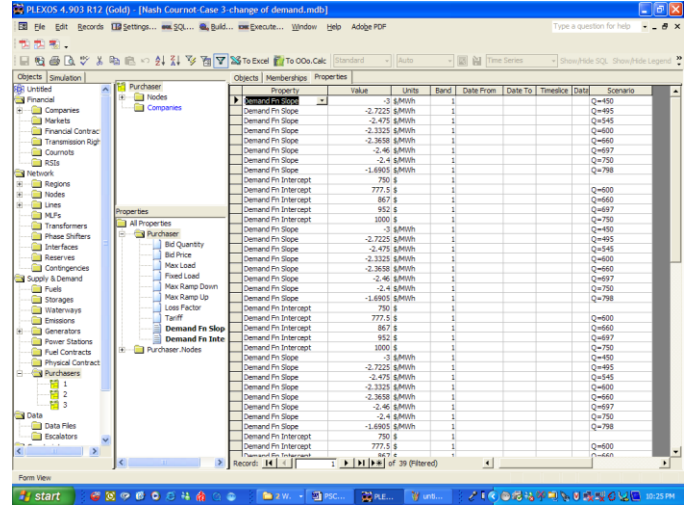 PLEXOS 4.903 R12 (Gold) - [Nash Cournot-Case 3-change of demand.mdb]
File Edit Records Settings... SQL... Build... Execute... Window Help Adobe PDF Type a question for help
To Excel To OOo.Calc Standard Auto Time Series Show/Hide SQL Show/Hide Legend
Objects Simulation
Untitled
Financial
Companies
Markets
Financial Contrac
Transmission Righ
Cournots
RSIs
Network
Regions
Nodes
Lines
MLFs
Transformers
Phase Shifters
Interfaces
Reserves
Contingencies
Supply & Demand
Fuels
Storages
Waterways
Emissions
Generators
Power Stations
Fuel Contracts
Physical Contract
Purchasers
1
2
3
Data
Data Files
Escalators
Purchaser
Nodes
Companies
Properties
All Properties
Purchaser
Bid Quantity
Bid Price
Max Load
Fixed Load
Max Ramp Down
Max Ramp Up
Loss Factor
Tariff
Demand Fn Slop
Demand Fn Inte
Purchaser.Nodes
Objects Memberships Properties
Property Value Units Band Date From Date To Timeslice Data Scenario
Demand Fn Slope -3 $/MWh 1 Q=450
Demand Fn Slope -2.7225 $/MWh 1 Q=495
Demand Fn Slope -2.475 $/MWh 1 Q=545
Demand Fn Slope -2.3325 $/MWh 1 Q=600
Demand Fn Slope -2.3658 $/MWh 1 Q=660
Demand Fn Slope -2.46 $/MWh 1 Q=697
Demand Fn Slope -2.4 $/MWh 1 Q=750
Demand Fn Slope -1.6905 $/MWh 1 Q=798
Demand Fn Intercept 750 $ 1
Demand Fn Intercept 777.5 $ 1 Q=600
Demand Fn Intercept 867 $ 1 Q=660
Demand Fn Intercept 952 $ 1 Q=697
Demand Fn Intercept 1000 $ 1 Q=750
Demand Fn Slope -3 $/MWh 1 Q=450
Demand Fn Slope -2.7225 $/MWh 1 Q=495
Demand Fn Slope -2.475 $/MWh 1 Q=545
Demand Fn Slope -2.3325 $/MWh 1 Q=600
Demand Fn Slope -2.3658 $/MWh 1 Q=660
Demand Fn Slope -2.46 $/MWh 1 Q=697
Demand Fn Slope -2.4 $/MWh 1 Q=750
Demand Fn Slope -1.6905 $/MWh 1 Q=798
Demand Fn Intercept 750 $ 1
Demand Fn Intercept 777.5 $ 1 Q=600
Demand Fn Intercept 867 $ 1 Q=660
Demand Fn Intercept 952 $ 1 Q=697
Demand Fn Intercept 1000 $ 1 Q=750
Demand Fn Slope -3 $/MWh 1 Q=450
Demand Fn Slope -2.7225 $/MWh 1 Q=495
Demand Fn Slope -2.475 $/MWh 1 Q=545
Demand Fn Slope -2.3325 $/MWh 1 Q=600
Demand Fn Slope -2.3658 $/MWh 1 Q=660
Demand Fn Slope -2.46 $/MWh 1 Q=697
Demand Fn Slope -2.4 $/MWh 1 Q=750
Demand Fn Slope -1.6905 $/MWh 1 Q=798
Demand Fn Intercept 750 $ 1
Demand Fn Intercept 777.5 $ 1 Q=600
Demand Fn Intercept 867 $ 1 Q=660
Record: 1 of 39 (Filtered)
Form View
start 2 W. PSC... PLE... unti... 10:25 PM